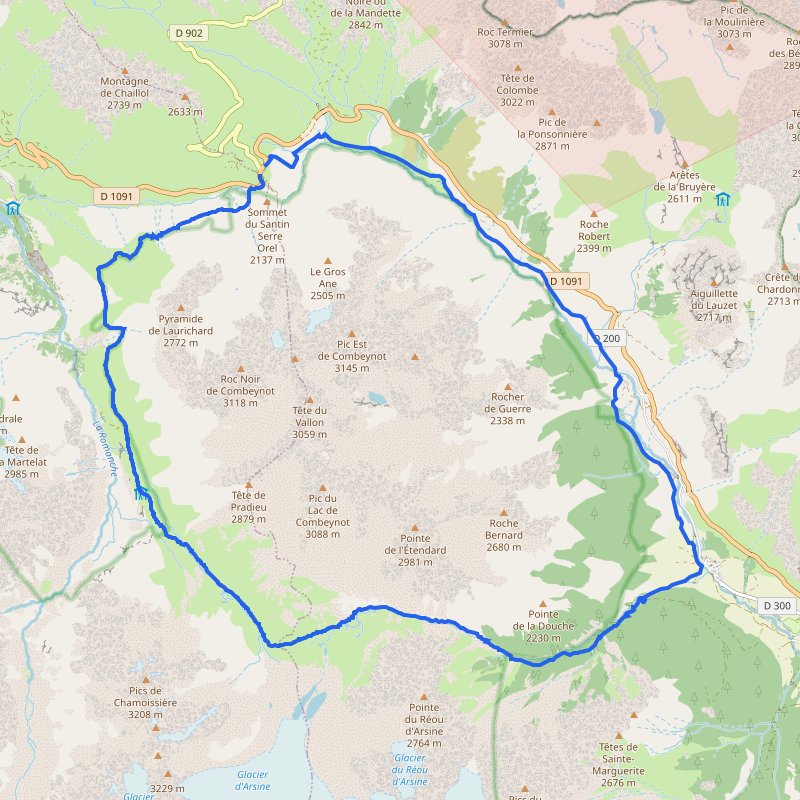 Noire ou
de la Mandette
2842 m
Pic de
la Moulinière
3073 m
Roc Termier
3078 m
D 902
Montagne
de Chaillol
2739 m
2633 m
Tête de
Colombe
3022 m
Pic de
la Ponsonnière
2871 m
Arêtes
de la Bruyère
2611 m
D 1091
Sommet
du Santin
Serre
Orel
2137 m
Roche
Robert
2399 m
Le Gros
Ane
2505 m
D 1091
Aiguillette
du Lauzet
2717 m
2713 m
Pyramide
de Laurichard
2772 m
Pic Est
de Combeynot
3145 m
D 200
Roc Noir
de Combeynot
3118 m
Rocher
de Guerre
2338 m
Tête du
Vallon
3059 m
La Romanche
Tête de
la Martelat
2985 m
Tête de
Pradieu
2879 m
Pic du
Lac de
Combeynot
3088 m
Roche
Bernard
2680 m
Pointe
de l'Étendard
2981 m
D 300
Pointe
de la Douche
2230 m
Pics de
Chamoissière
3208 m
Pointe
du Réou
d'Arsine
2764 m
Têtes de
Sainte-
Marguerite
2676 m
Glacier
du Réou
d'Arsine
Glacier
d'Arsine
3229 m